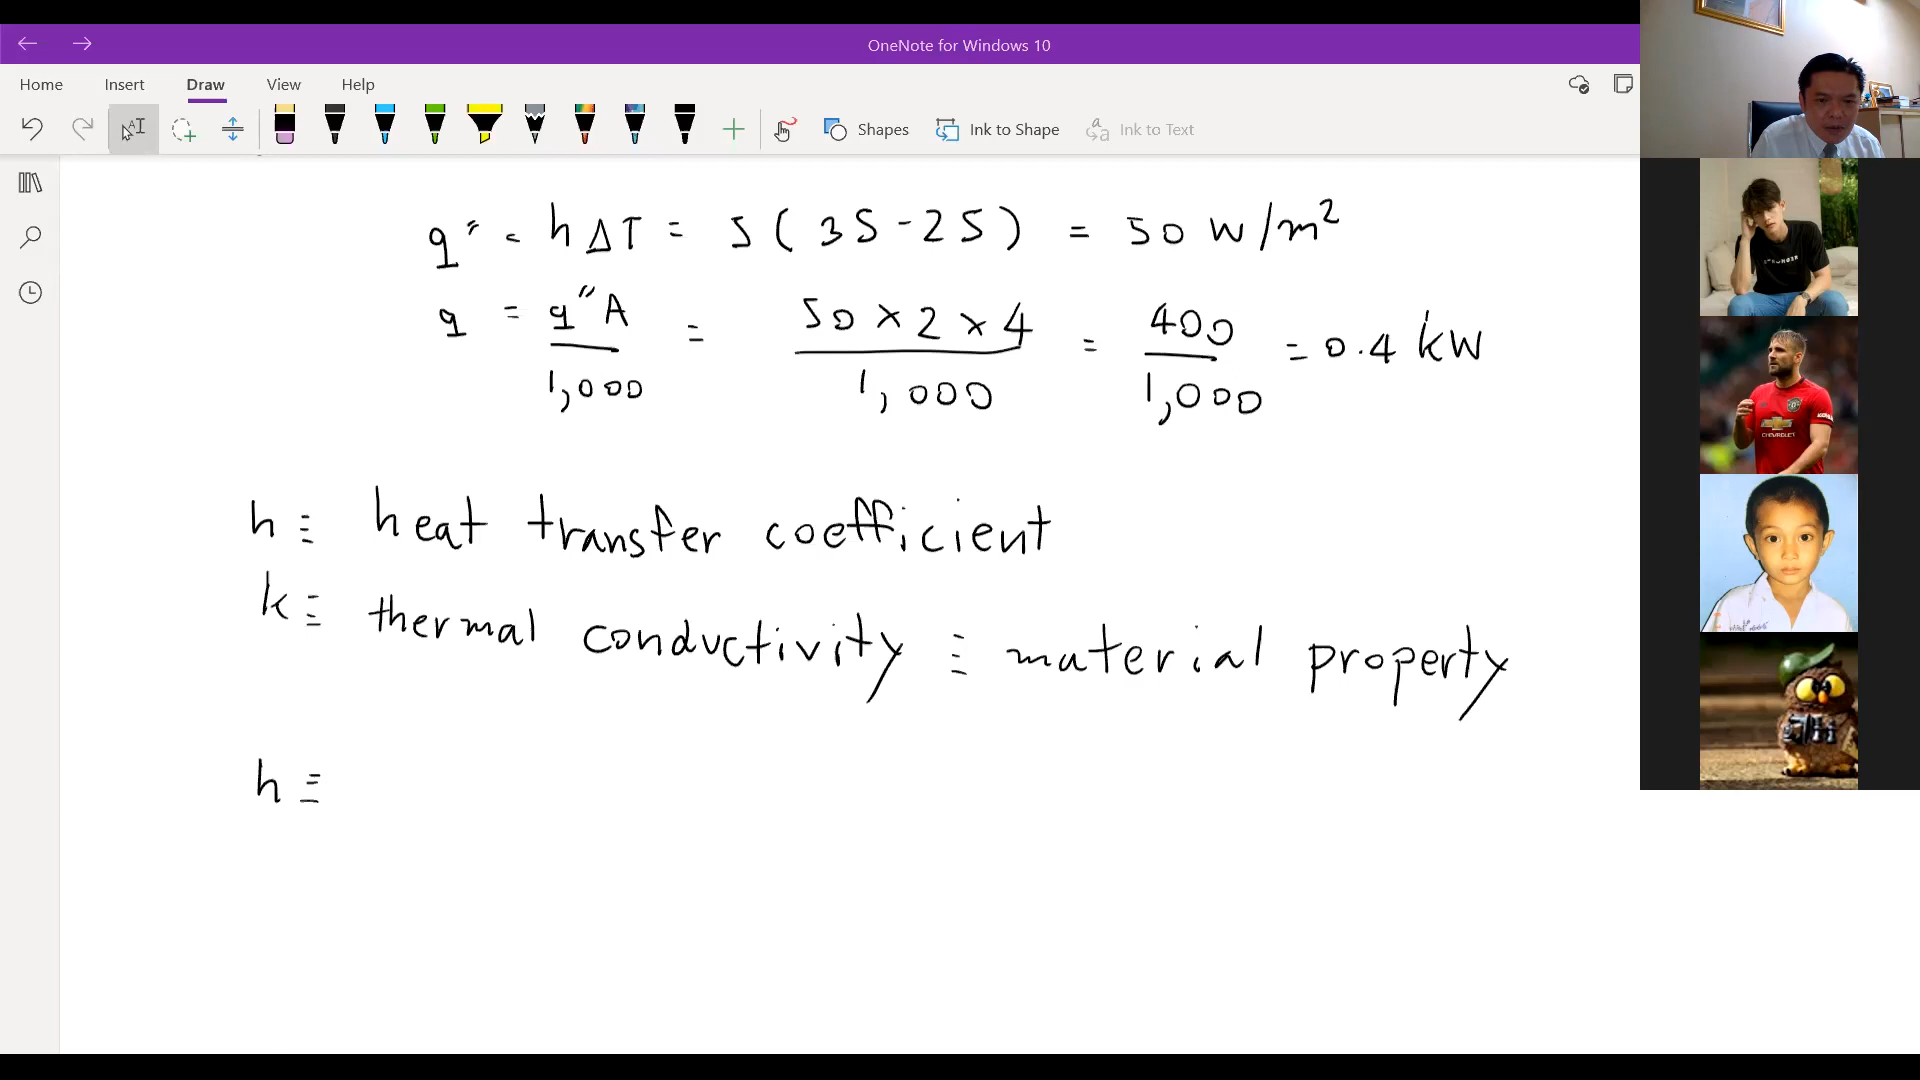 OneNote for Windows 10
Home Insert Draw View Help
Shapes Ink to Shape Ink to Text
q" = hΔT = 5(35-25) = 50 W/m²
q = q"A / 1,000 = 50 × 2 × 4 / 1,000 = 400 / 1,000 = 0.4 kW
h ≡ heat transfer coefficient
k ≡ thermal conductivity ≡ material property
h ≡
CHEVROLET